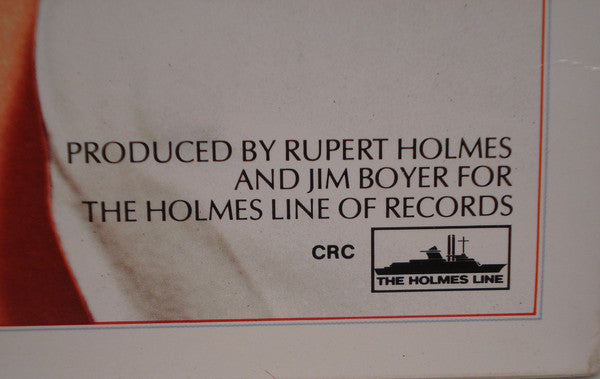 PRODUCED BY RUPERT HOLMES
AND JIM BOYER FOR
THE HOLMES LINE OF RECORDS
CRC
THE HOLMES LINE